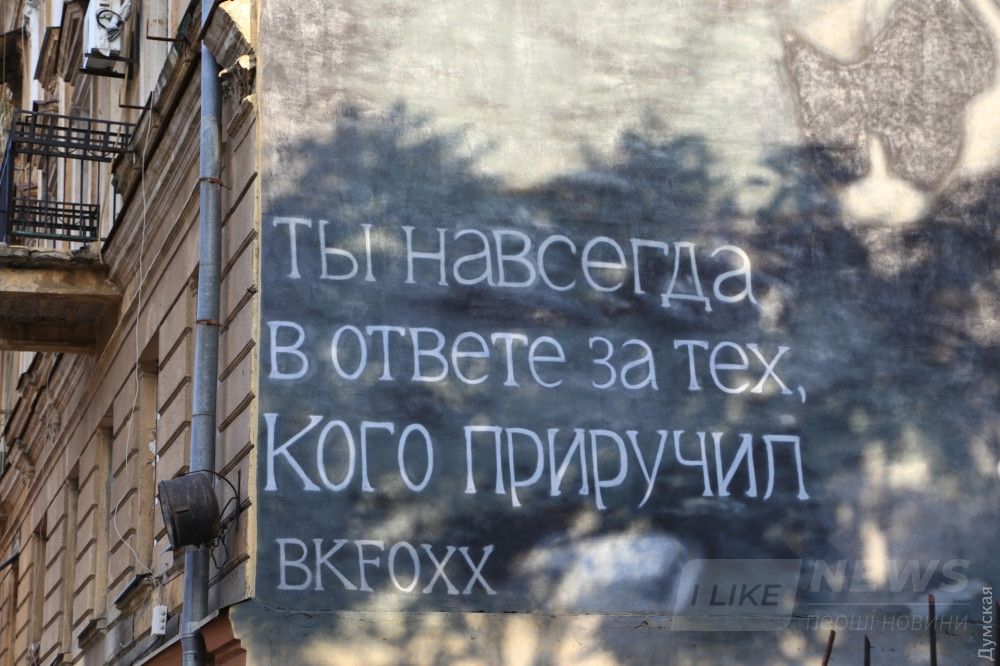 ты навсегда
в ответе за тех,
кого приручил
BKFOXX
I LIKE NEWS
перші новини
Думская